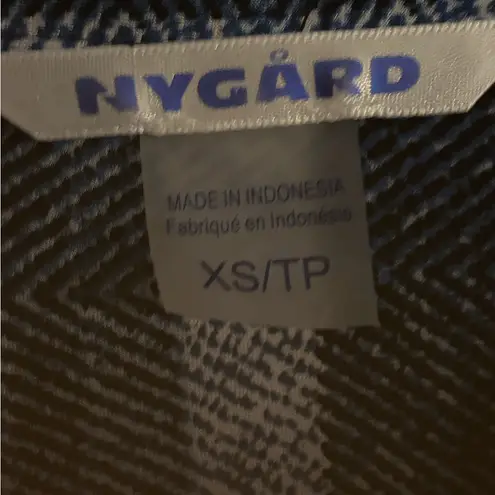 NYGÅRD
MADE IN INDONESIA
Fabriqué en Indonésie
XS/TP